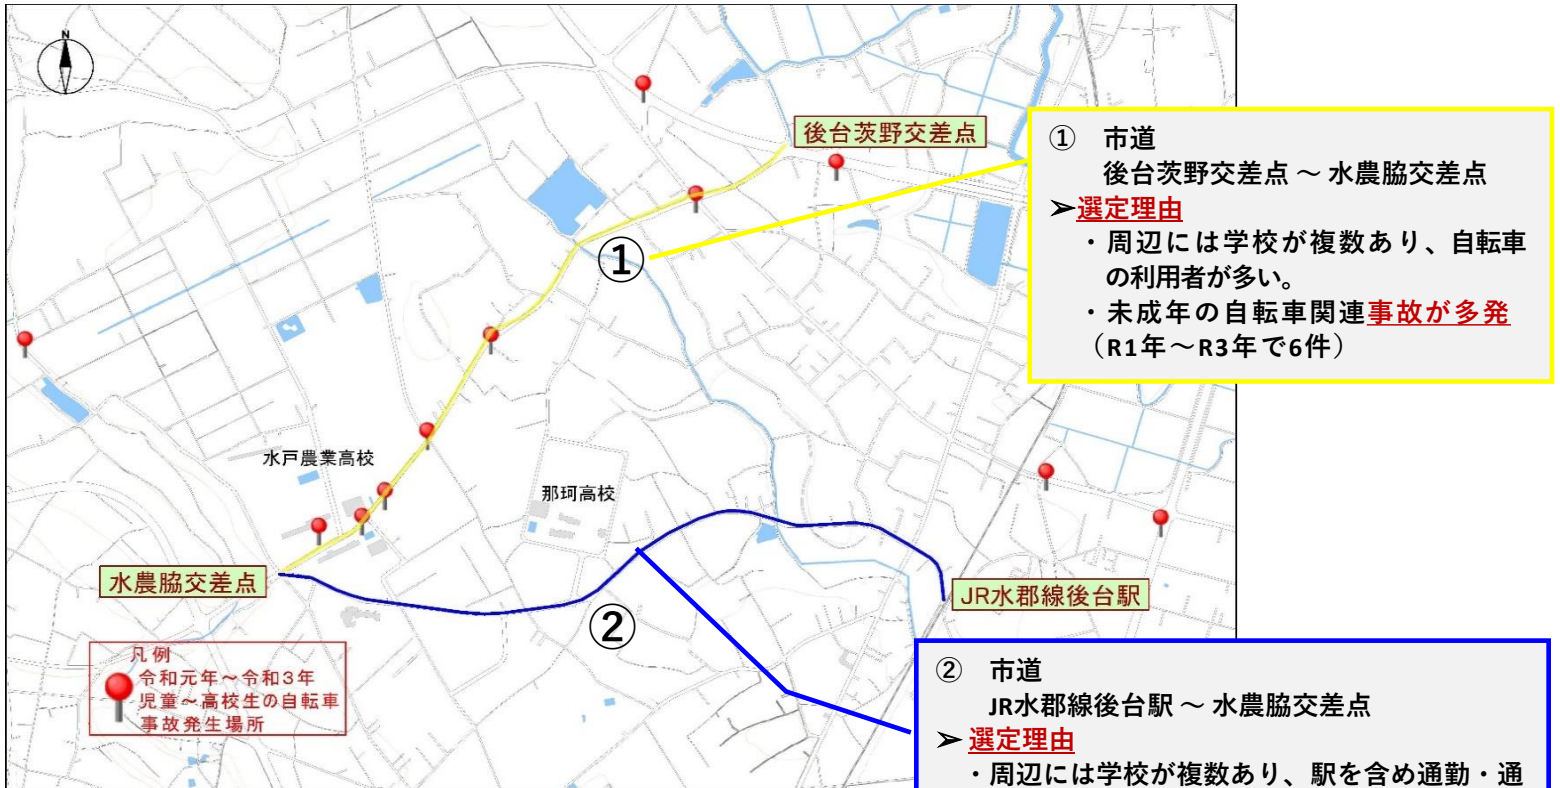 N
後台茨野交差点
① 市道
後台茨野交差点 ~ 水農脇交差点
➢選定理由
・周辺には学校が複数あり、自転車
の利用者が多い。
・未成年の自転車関連事故が多発
(R1年～R3年で6件)
①
水戸農業高校
那珂高校
水農脇交差点
JR水郡線後台駅
②
凡例
令和元年～令和3年
児童～高校生の自転車
事故発生場所
② 市道
JR水郡線後台駅 ~ 水農脇交差点
➢ 選定理由
・周辺には学校が複数あり、駅を含め通勤・通